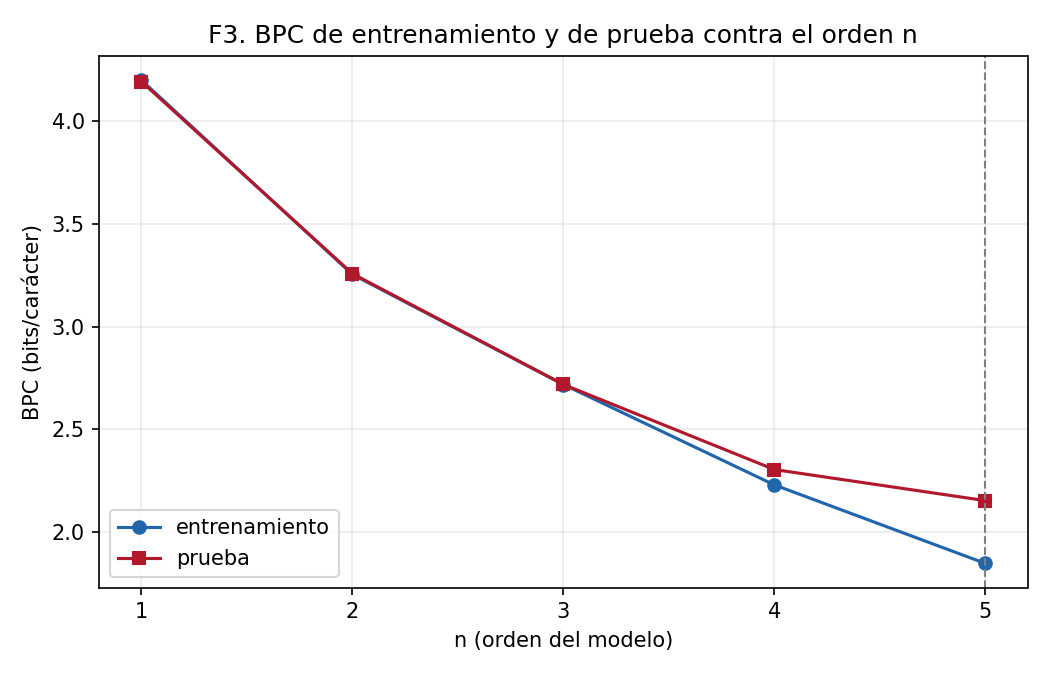 F3. BPC de entrenamiento y de prueba contra el orden n
BPC (bits/carácter)
4.0
3.5
3.0
2.5
2.0
entrenamiento
prueba
1 2 3 4 5
n (orden del modelo)